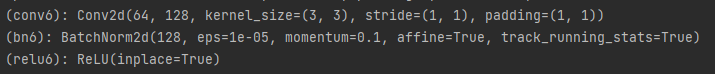 (conv6): Conv2d(64, 128, kernel_size=(3, 3), stride=(1, 1), padding=(1, 1))
(bn6): BatchNorm2d(128, eps=1e-05, momentum=0.1, affine=True, track_running_stats=True)
(relu6): ReLU(inplace=True)